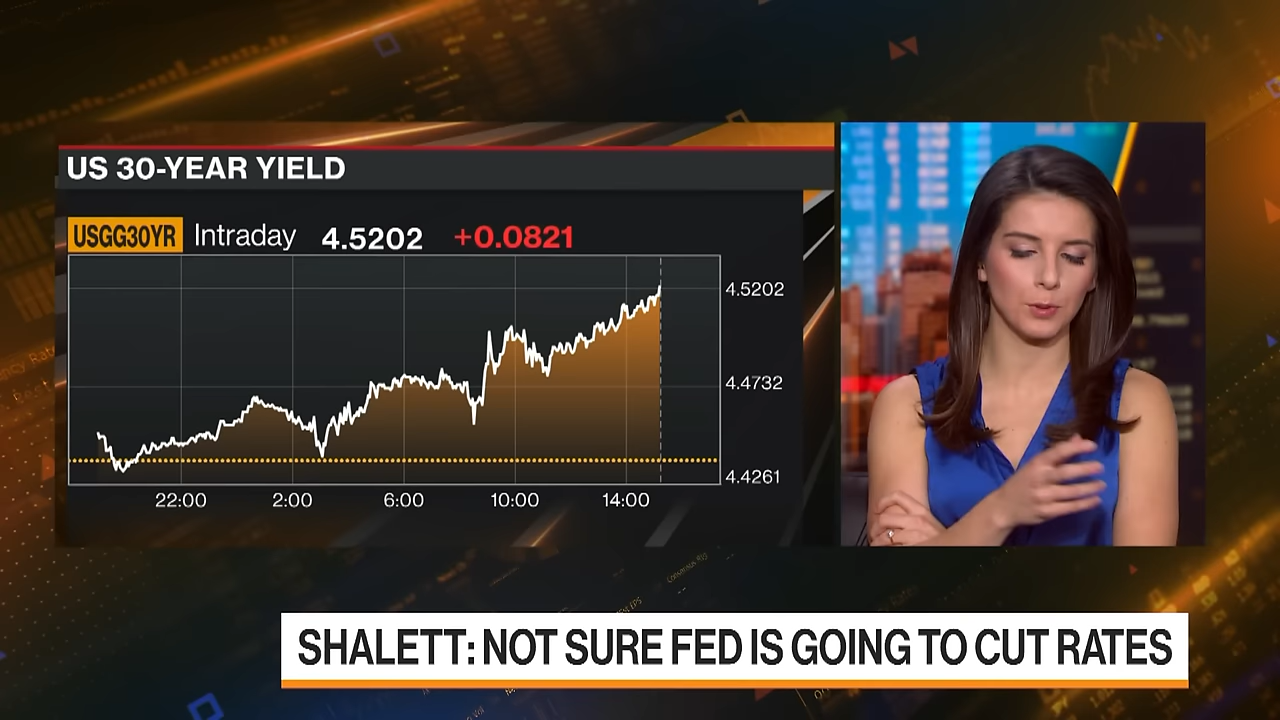 US 30-YEAR YIELD
USGG30YR Intraday 4.5202 +0.0821
4.5202
4.4732
4.4261
22:00 2:00 6:00 10:00 14:00
SHALETT: NOT SURE FED IS GOING TO CUT RATES